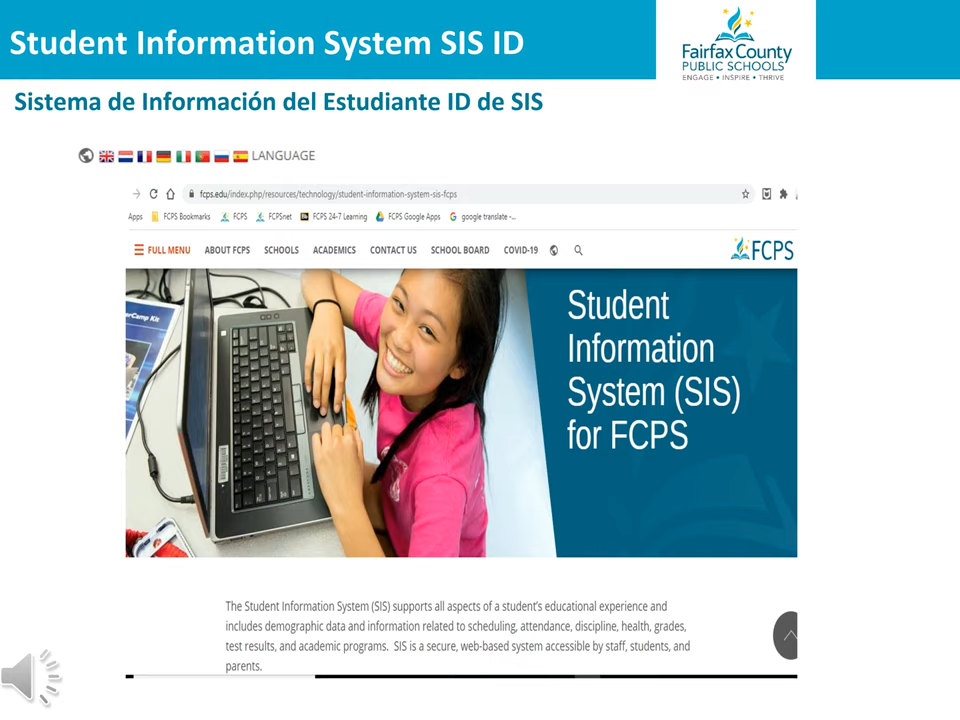 Student Information System SIS ID
Fairfax County
PUBLIC SCHOOLS
ENGAGE • INSPIRE • THRIVE
Sistema de Información del Estudiante ID de SIS
LANGUAGE
fcps.edu/index.php/resources/technology/student-information-system-sis-fcps
Apps FCPS Bookmarks FCPS FCPSnet FCPS 24-7 Learning FCPS Google Apps google translate -...
FULL MENU ABOUT FCPS SCHOOLS ACADEMICS CONTACT US SCHOOL BOARD COVID-19
FCPS
Student
Information
System (SIS)
for FCPS
The Student Information System (SIS) supports all aspects of a student’s educational experience and
includes demographic data and information related to scheduling, attendance, discipline, health, grades,
test results, and academic programs. SIS is a secure, web-based system accessible by staff, students, and
parents.